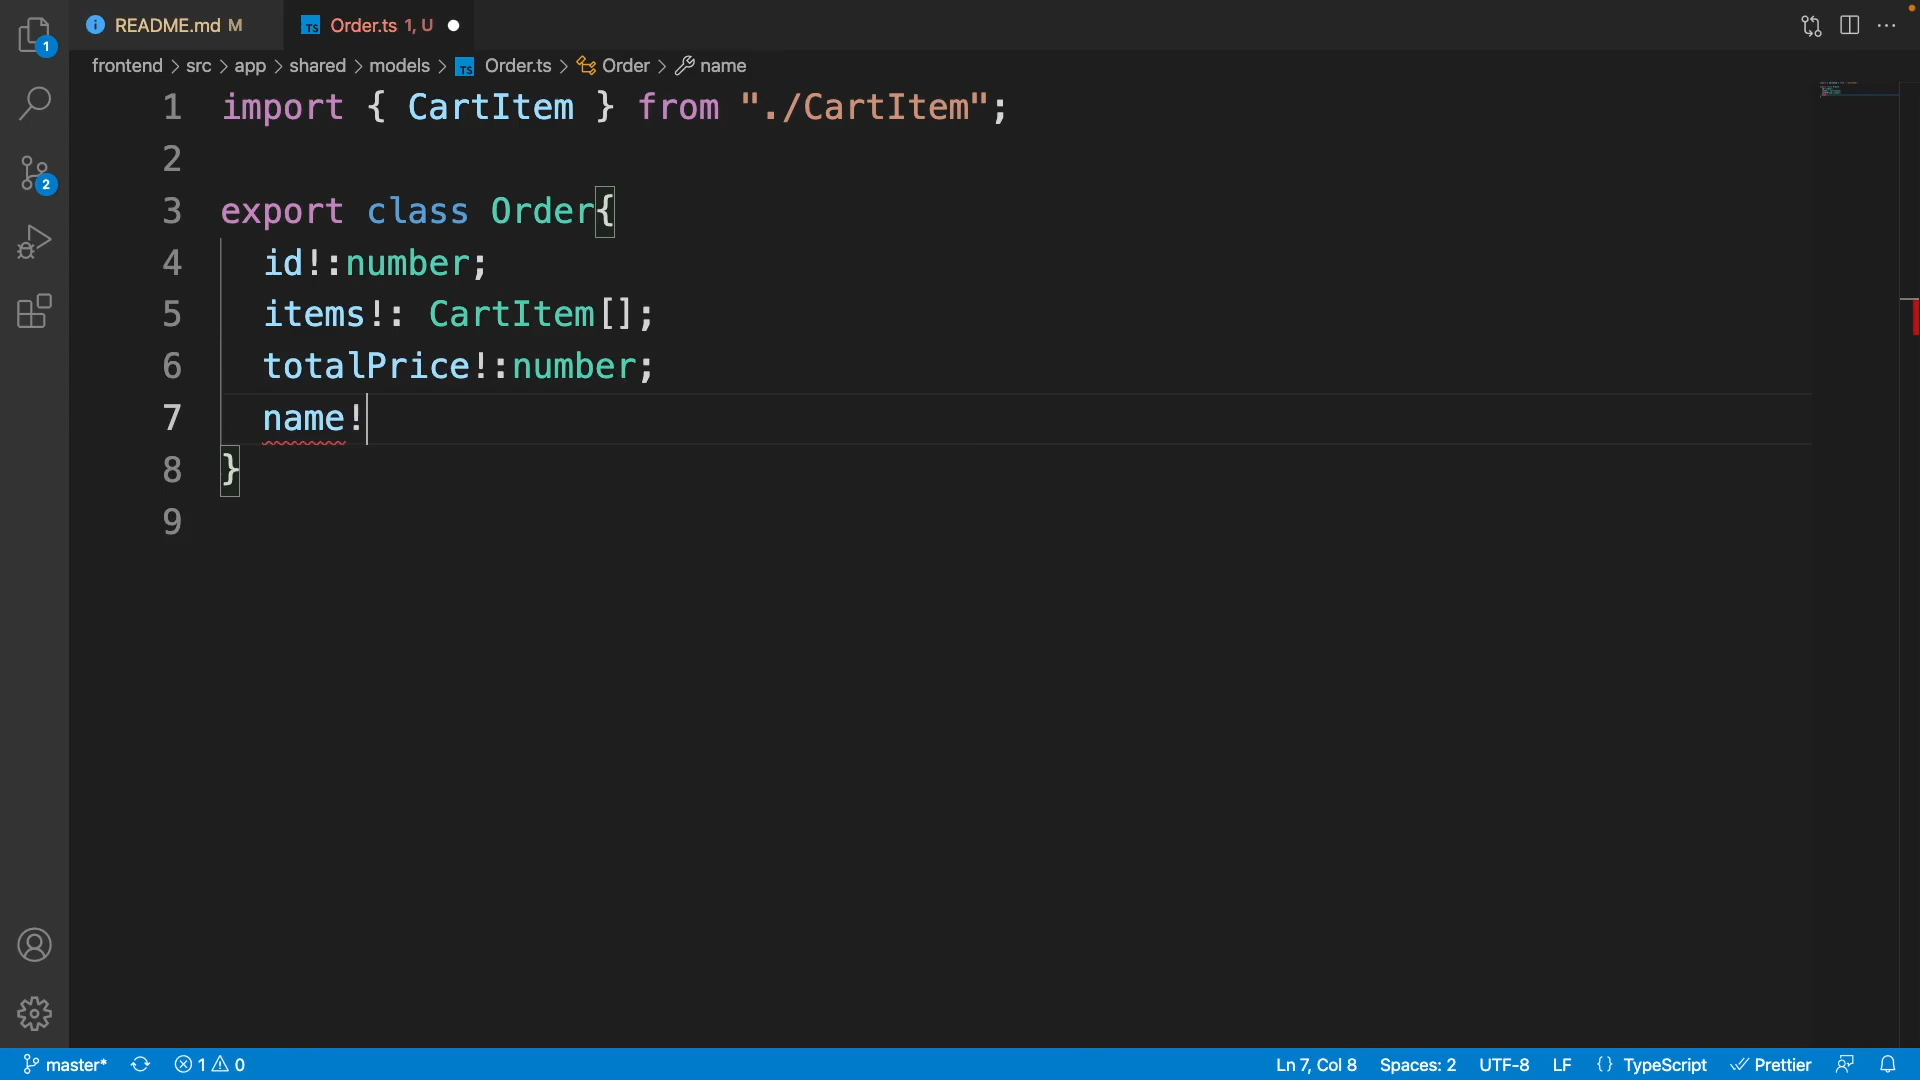 README.md M
TS Order.ts 1, U
frontend > src > app > shared > models > TS Order.ts > Order > name
1 import { CartItem } from "./CartItem";
2
3 export class Order{
4 id!:number;
5 items!: CartItem[];
6 totalPrice!:number;
7 name!
8 }
9
1
2
master* 1 0 Ln 7, Col 8 Spaces: 2 UTF-8 LF {} TypeScript Prettier